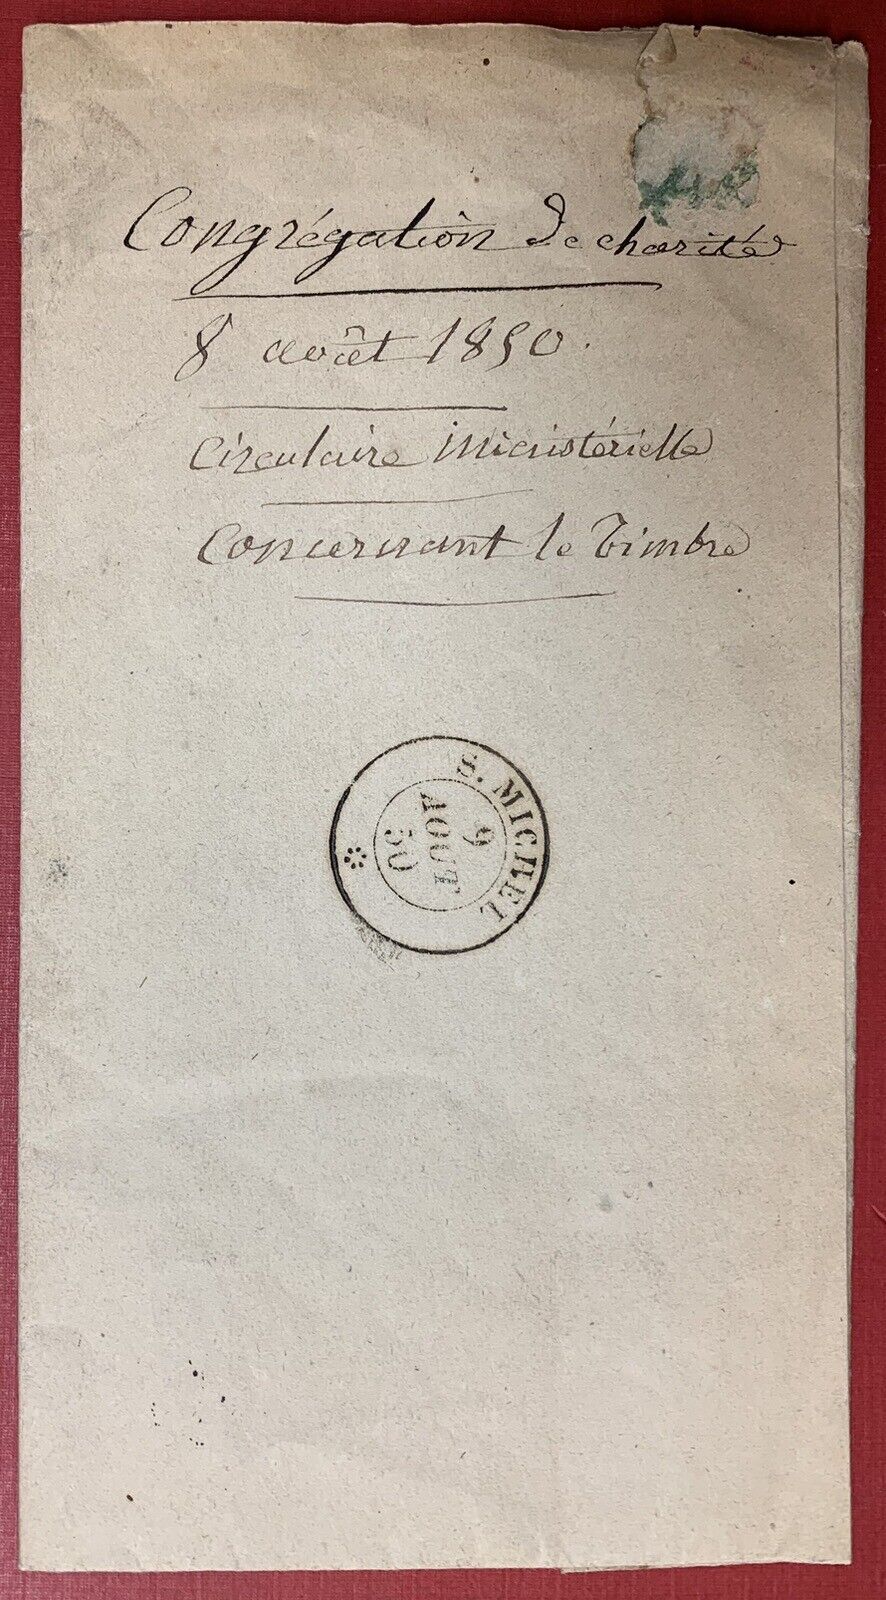 Congrégation de charité
8 août 1850.
Circulaire Ministérielle
Concernant le Timbre
S. MICHEL
9
AOUT
50